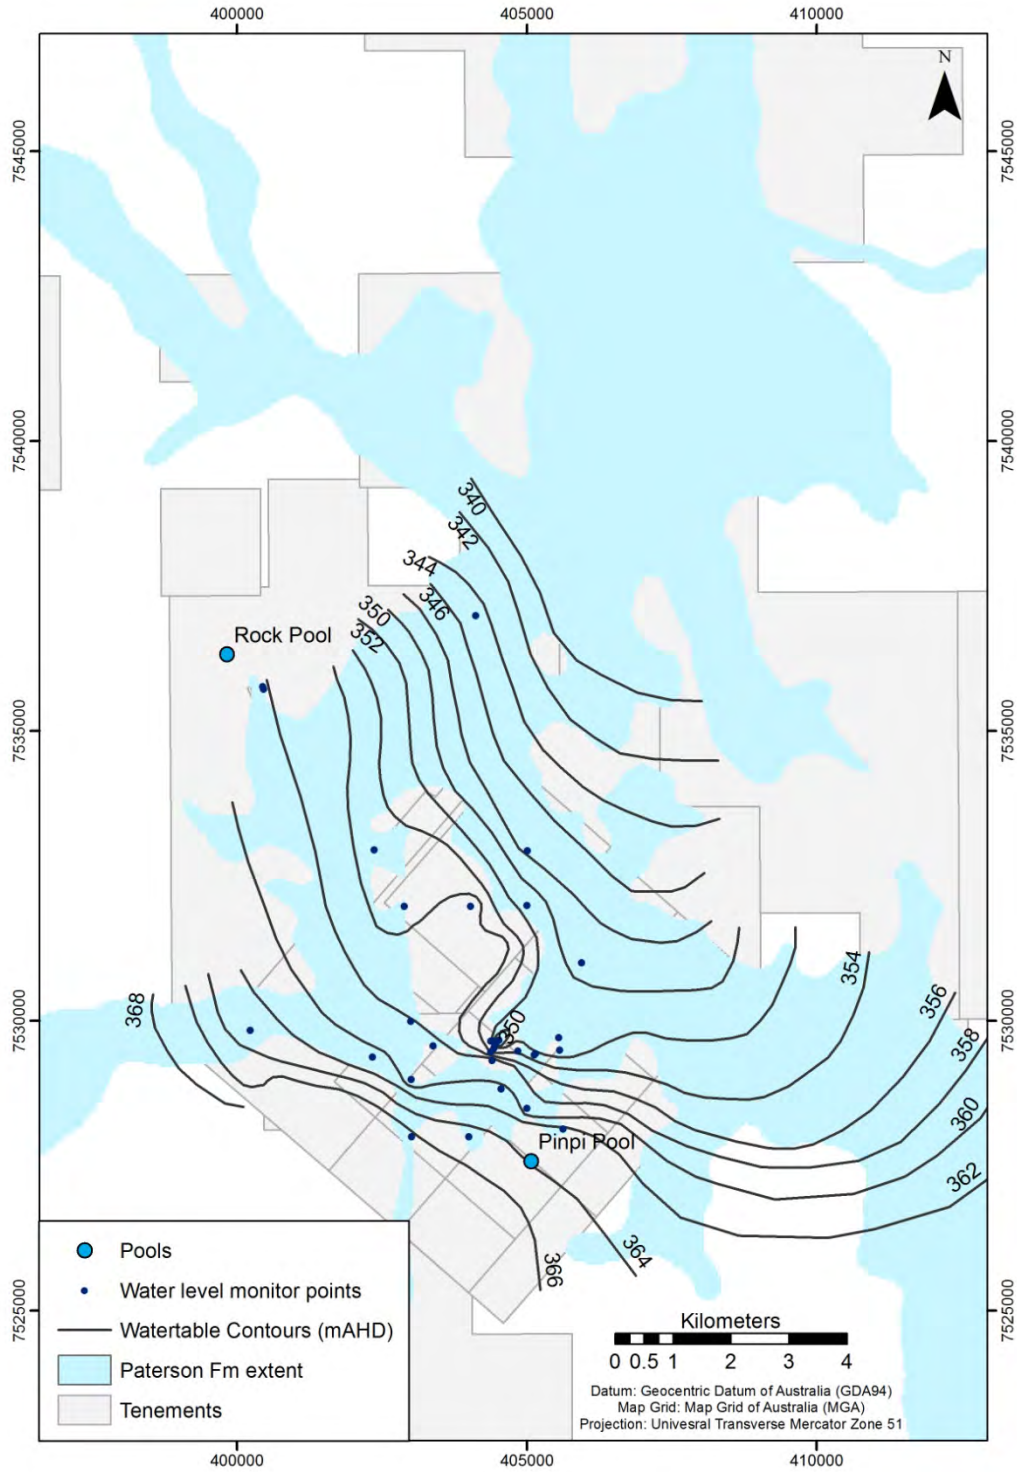 400000
405000
410000
N
7545000
7545000
7540000
7540000
340
342
344
346
350
352
Rock Pool
7535000
7535000
368
7530000
7530000
350
354
356
358
360
362
Pinpi Pool
364
366
Pools
Water level monitor points
Watertable Contours (mAHD)
Paterson Fm extent
Tenements
7525000
7525000
Kilometers
0 0.5 1 2 3 4
Datum: Geocentric Datum of Australia (GDA94)
Map Grid: Map Grid of Australia (MGA)
Projection: Univesral Transverse Mercator Zone 51
400000
405000
410000